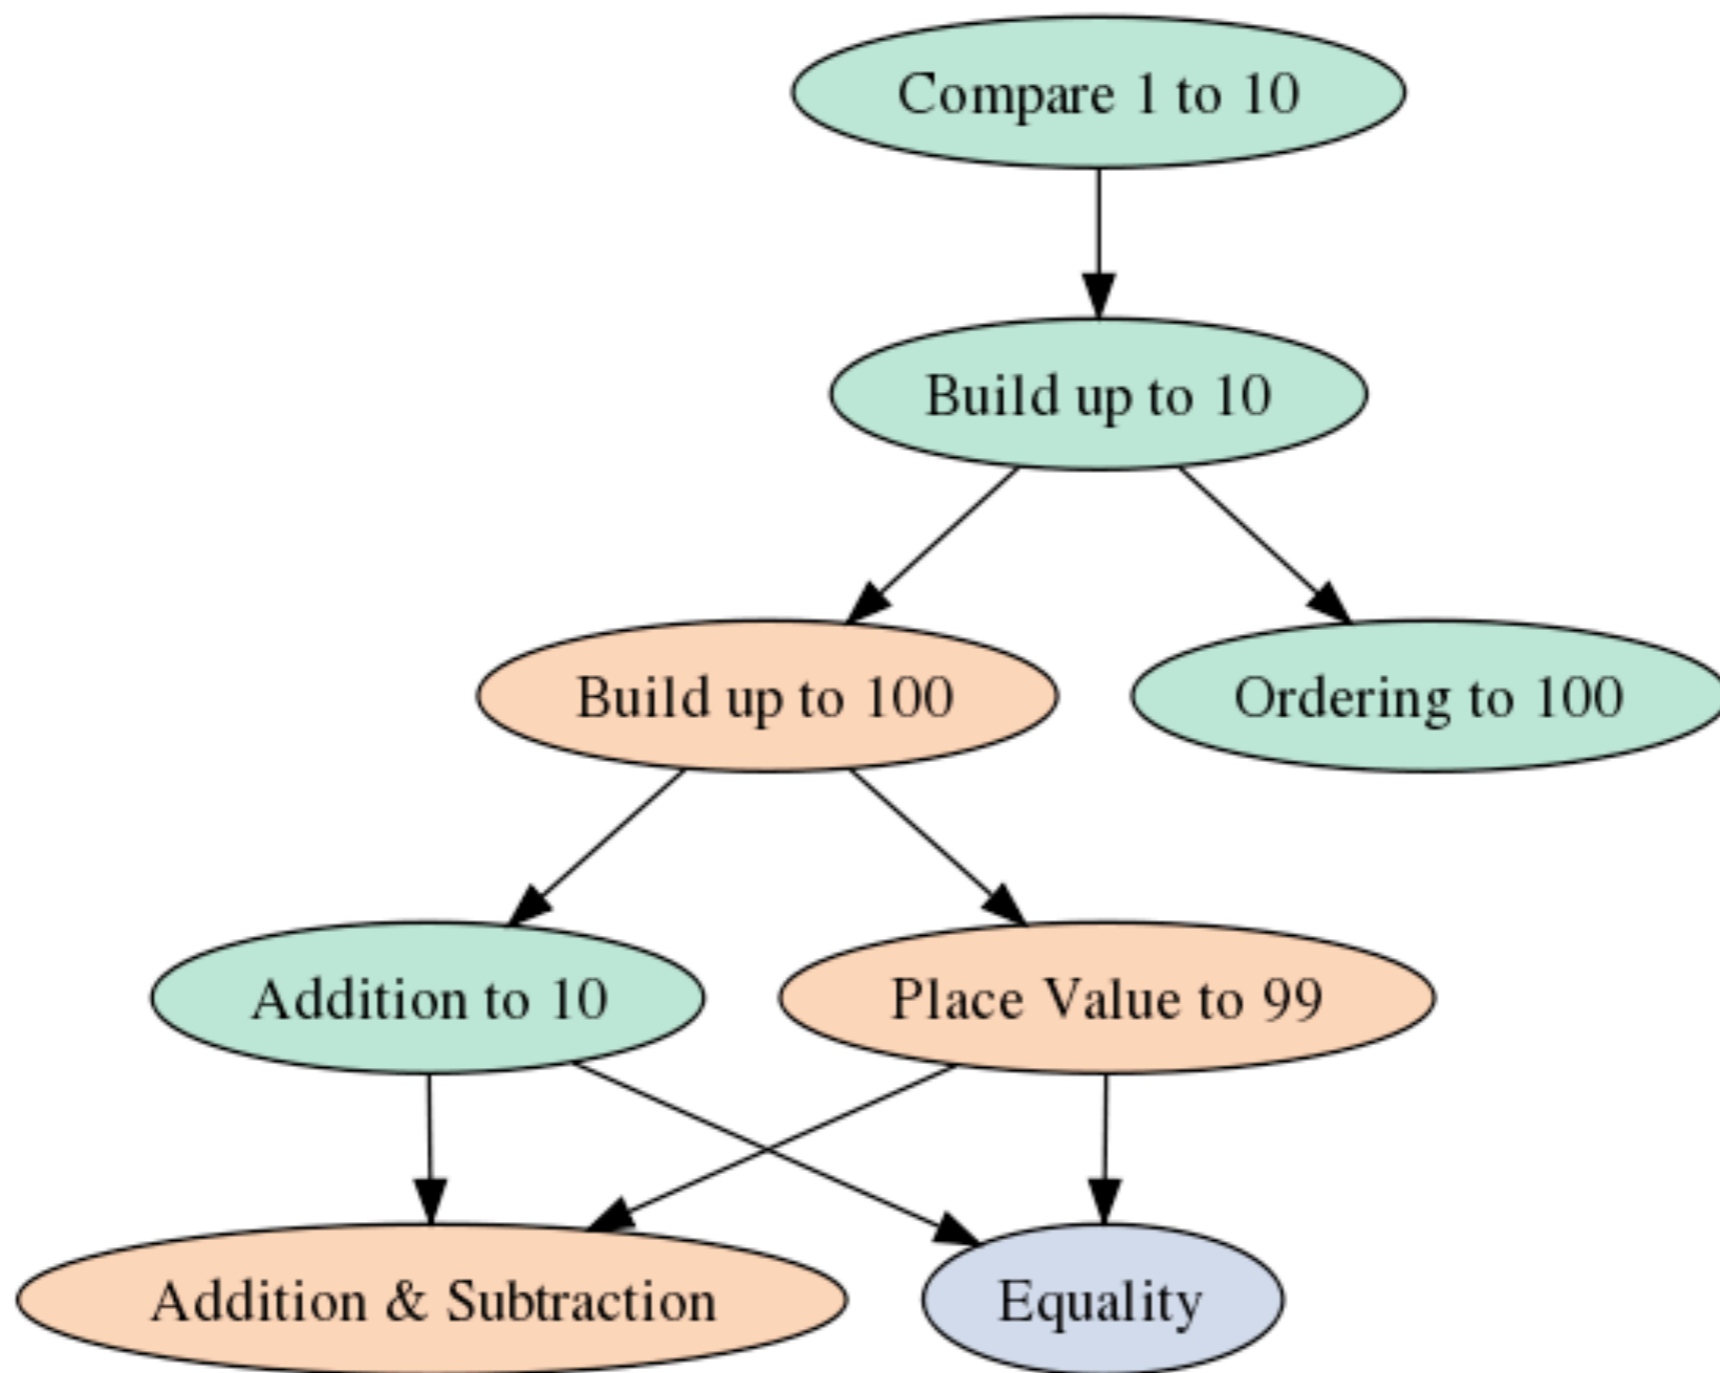 Compare 1 to 10
Build up to 10
Build up to 100
Ordering to 100
Addition to 10
Place Value to 99
Addition & Subtraction
Equality